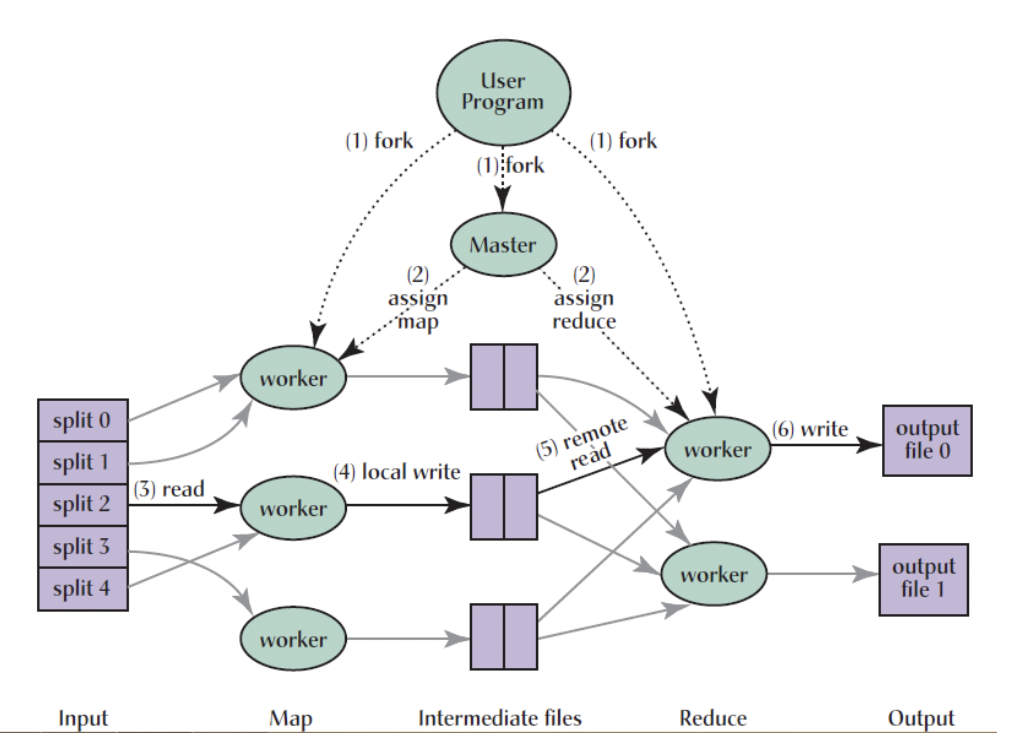 User
Program
(1) fork
(1) fork
(1) fork
Master
(2)
assign
map
(2)
assign
reduce
worker
split 0
split 1
split 2
split 3
split 4
(3) read
worker
(4) local write
(5) remote
read
worker
(6) write
output
file 0
worker
output
file 1
worker
Input
Map
Intermediate files
Reduce
Output